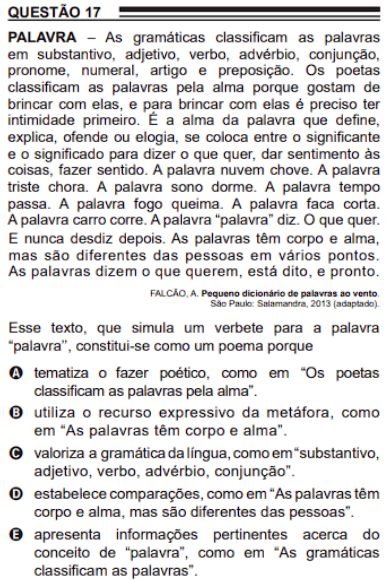 QUESTÃO 17
PALAVRA – As gramáticas classificam as palavras
em substantivo, adjetivo, verbo, advérbio, conjunção,
pronome, numeral, artigo e preposição. Os poetas
classificam as palavras pela alma porque gostam de
brincar com elas, e para brincar com elas é preciso ter
intimidade primeiro. É a alma da palavra que define,
explica, ofende ou elogia, se coloca entre o significante
e o significado para dizer o que quer, dar sentimento às
coisas, fazer sentido. A palavra nuvem chove. A palavra
triste chora. A palavra sono dorme. A palavra tempo
passa. A palavra fogo queima. A palavra faca corta.
A palavra carro corre. A palavra “palavra” diz. O que quer.
E nunca desdiz depois. As palavras têm corpo e alma,
mas são diferentes das pessoas em vários pontos.
As palavras dizem o que querem, está dito, e pronto.
FALCÃO, A. Pequeno dicionário de palavras ao vento.
São Paulo: Salamandra, 2013 (adaptado).
Esse texto, que simula um verbete para a palavra
“palavra”, constitui-se como um poema porque
A tematiza o fazer poético, como em “Os poetas
classificam as palavras pela alma”.
B utiliza o recurso expressivo da metáfora, como
em “As palavras têm corpo e alma”.
C valoriza a gramática da língua, como em “substantivo,
adjetivo, verbo, advérbio, conjunção”.
D estabelece comparações, como em “As palavras têm
corpo e alma, mas são diferentes das pessoas”.
E apresenta informações pertinentes acerca do
conceito de “palavra”, como em “As gramáticas
classificam as palavras”.